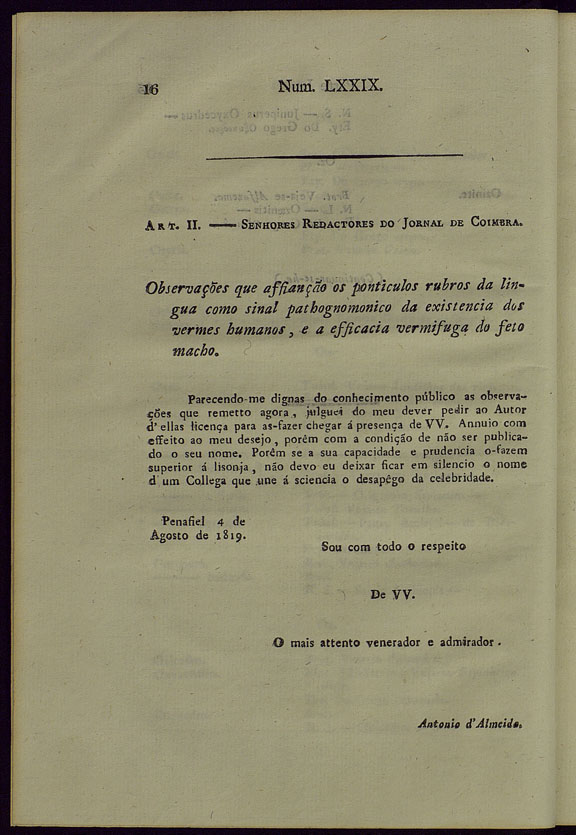 16 Num. LXXIX.
ART. II. — SENHORES REDACTORES DO JORNAL DE COIMBRA.
Observações que affianção os ponticulos rubros da lin-
gua como sinal pathognomonico da existencia dos
vermes humanos, e a efficacia vermifuga do feto
macho.
Parecendo-me dignas do conhecimento público as observa-
ções que remetto agora, julguei do meu dever pedir ao Autor
d'ellas licença para as-fazer chegar á presença de VV. Annuio com
effeito ao meu desejo, porêm com a condição de não ser publica-
do o seu nome. Porêm se a sua capacidade e prudencia o-fazem
superior á lisonja, não devo eu deixar ficar em silencio o nome
d'um Collega que une á sciencia o desapêgo da celebridade.
Penafiel 4 de
Agosto de 1819.
Sou com todo o respeito
De VV.
O mais attento venerador e admirador.
Antonio d'Almeida.